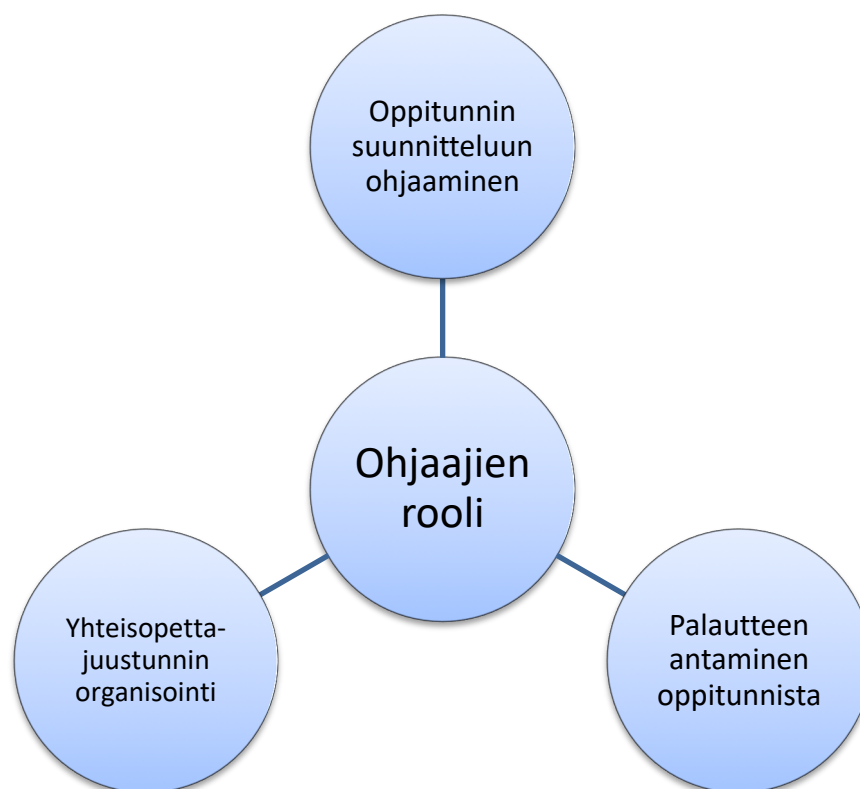 Oppitunnin
suunnitteluun
ohjaaminen
Ohjaajien
rooli
Yhteisopetta-
juustunnin
organisointi
Palautteen
antaminen
oppitunnista